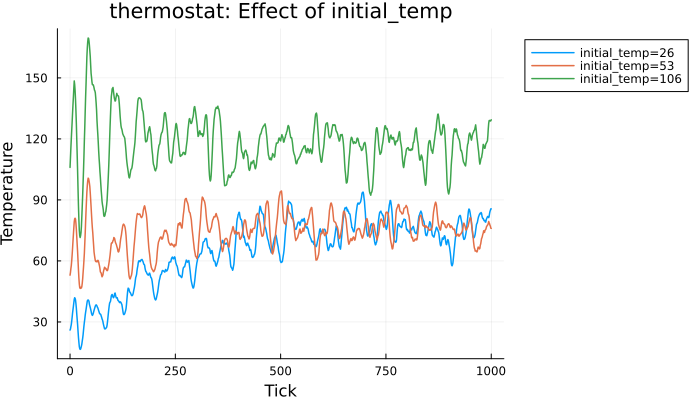 thermostat: Effect of initial_temp
initial_temp=26
initial_temp=53
initial_temp=106
Temperature
150
120
90
60
30
0 250 500 750 1000
Tick